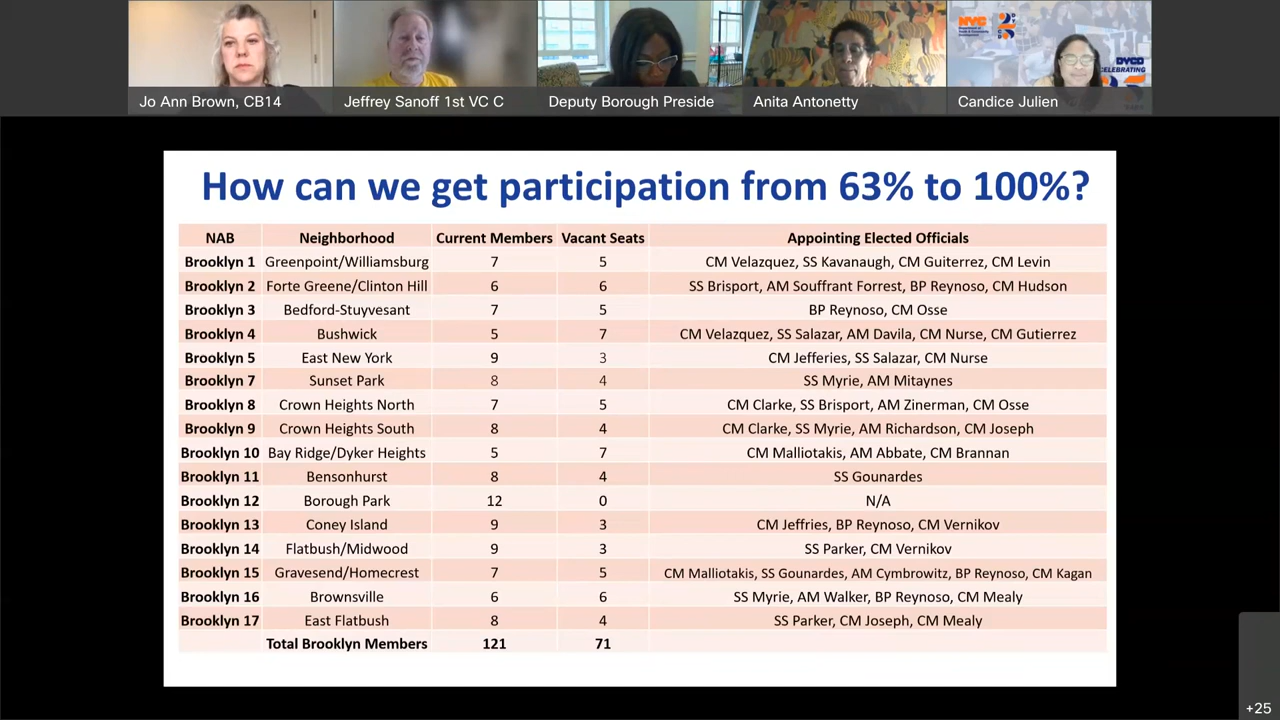 NYC
DYCD
CELEBRATING
Jo Ann Brown, CB14
Jeffrey Sanoff 1st VC C
Deputy Borough Preside
Anita Antonetty
Candice Julien
How can we get participation from 63% to 100%?
NAB Neighborhood Current Members Vacant Seats Appointing Elected Officials
Brooklyn 1 Greenpoint/Williamsburg 7 5 CM Velazquez, SS Kavanaugh, CM Guiterrez, CM Levin
Brooklyn 2 Forte Greene/Clinton Hill 6 6 SS Brisport, AM Souffrant Forrest, BP Reynoso, CM Hudson
Brooklyn 3 Bedford-Stuyvesant 7 5 BP Reynoso, CM Osse
Brooklyn 4 Bushwick 5 7 CM Velazquez, SS Salazar, AM Davila, CM Nurse, CM Gutierrez
Brooklyn 5 East New York 9 3 CM Jefferies, SS Salazar, CM Nurse
Brooklyn 7 Sunset Park 8 4 SS Myrie, AM Mitaynes
Brooklyn 8 Crown Heights North 7 5 CM Clarke, SS Brisport, AM Zinerman, CM Osse
Brooklyn 9 Crown Heights South 8 4 CM Clarke, SS Myrie, AM Richardson, CM Joseph
Brooklyn 10 Bay Ridge/Dyker Heights 5 7 CM Malliotakis, AM Abbate, CM Brannan
Brooklyn 11 Bensonhurst 8 4 SS Gounardes
Brooklyn 12 Borough Park 12 0 N/A
Brooklyn 13 Coney Island 9 3 CM Jeffries, BP Reynoso, CM Vernikov
Brooklyn 14 Flatbush/Midwood 9 3 SS Parker, CM Vernikov
Brooklyn 15 Gravesend/Homecrest 7 5 CM Malliotakis, SS Gounardes, AM Cymbrowitz, BP Reynoso, CM Kagan
Brooklyn 16 Brownsville 6 6 SS Myrie, AM Walker, BP Reynoso, CM Mealy
Brooklyn 17 East Flatbush 8 4 SS Parker, CM Joseph, CM Mealy
Total Brooklyn Members 121 71
+25